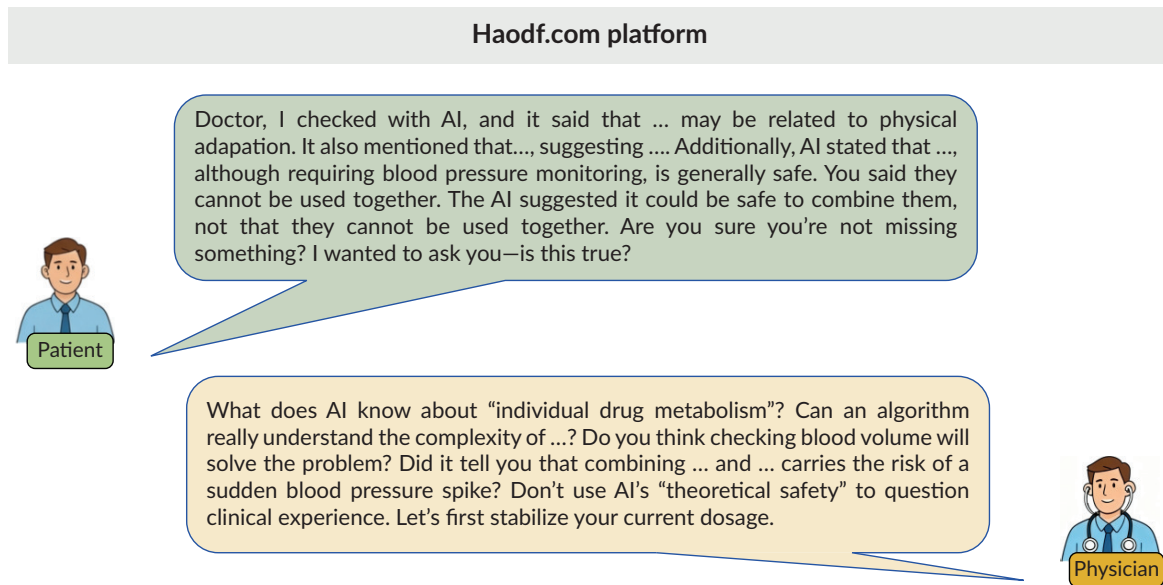 Haodf.com platform
Doctor, I checked with AI, and it said that ... may be related to physical
adapation. It also mentioned that..., suggesting .... Additionally, AI stated that ...,
although requiring blood pressure monitoring, is generally safe. You said they
cannot be used together. The AI suggested it could be safe to combine them,
not that they cannot be used together. Are you sure you’re not missing
something? I wanted to ask you—is this true?
Patient
What does AI know about “individual drug metabolism”? Can an algorithm
really understand the complexity of ...? Do you think checking blood volume will
solve the problem? Did it tell you that combining ... and ... carries the risk of a
sudden blood pressure spike? Don’t use AI’s “theoretical safety” to question
clinical experience. Let’s first stabilize your current dosage.
Physician